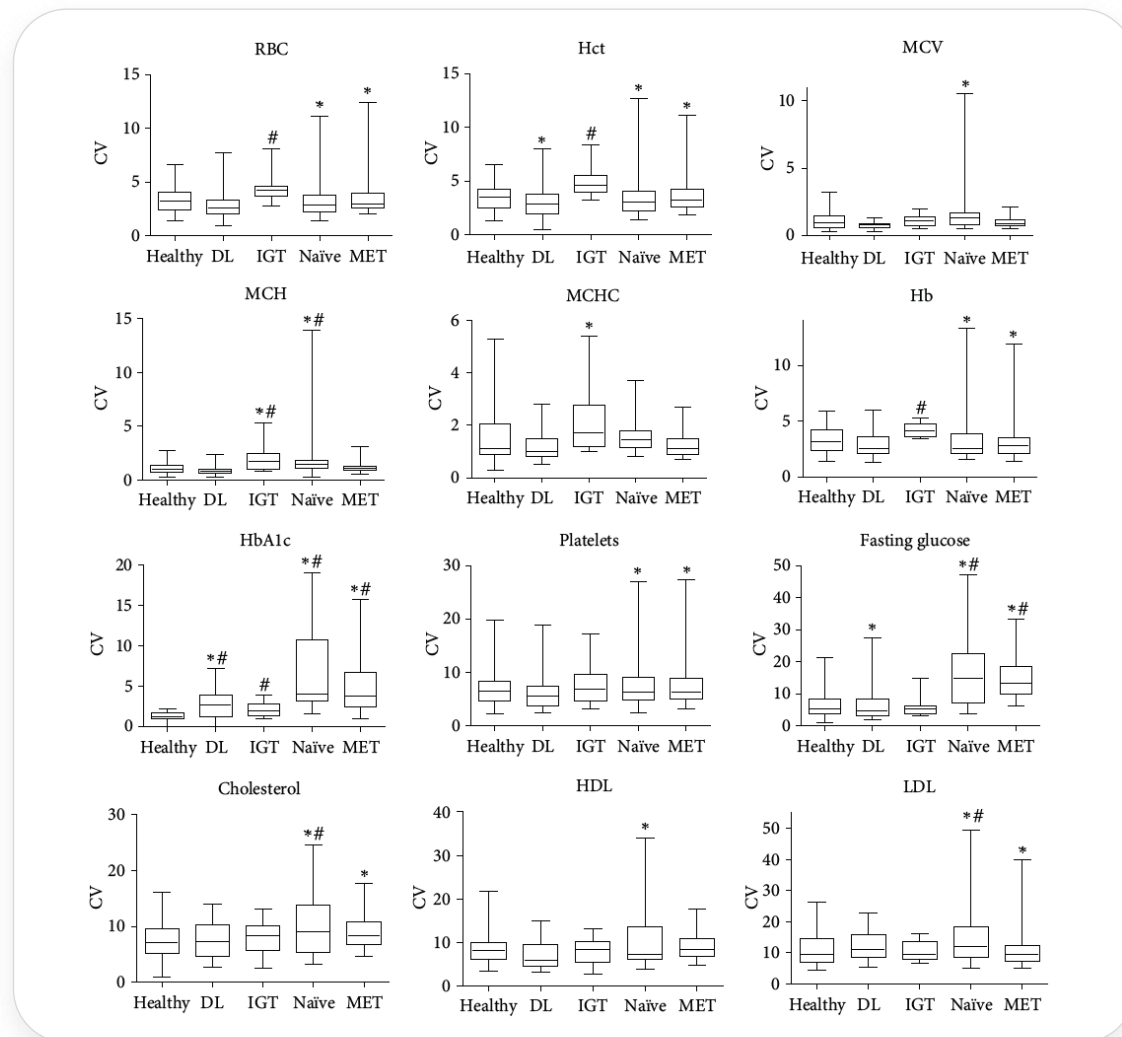 RBC
15
10
5
0
CV
#
*
*
Healthy DL IGT Naïve MET
Hct
15
10
5
0
CV
*
#
*
*
Healthy DL IGT Naïve MET
MCV
10
5
0
CV
*
Healthy DL IGT Naïve MET
MCH
15
10
5
0
CV
*#
*#
Healthy DL IGT Naïve MET
MCHC
6
4
2
0
CV
*
Healthy DL IGT Naïve MET
Hb
10
5
0
CV
#
*
*
Healthy DL IGT Naïve MET
HbA1c
20
15
10
5
0
CV
*#
#
*#
*#
Healthy DL IGT Naïve MET
Platelets
30
20
10
0
CV
*
*
Healthy DL IGT Naïve MET
Fasting glucose
50
40
30
20
10
0
CV
*
*#
*#
Healthy DL IGT Naïve MET
Cholesterol
30
20
10
0
CV
*#
*
Healthy DL IGT Naïve MET
HDL
40
30
20
10
0
CV
*
Healthy DL IGT Naïve MET
LDL
50
40
30
20
10
0
CV
*#
*
Healthy DL IGT Naïve MET